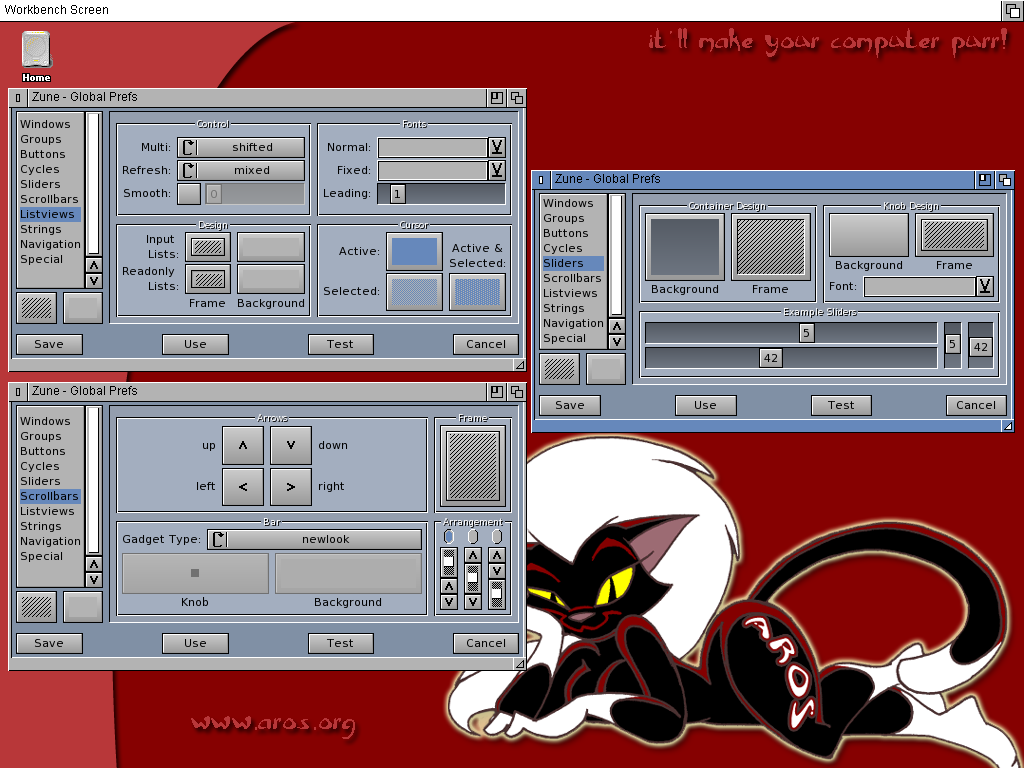 Workbench Screen
it'll make your computer purr!
Home
Zune - Global Prefs
Windows
Groups
Buttons
Cycles
Sliders
Scrollbars
Listviews
Strings
Navigation
Special
Control
Multi: shifted
Refresh: mixed
Smooth: 0
Fonts
Normal:
Fixed:
Leading: 1
Design
Input
Lists:
Readonly
Lists:
Frame Background
Cursor
Active: Active &
Selected:
Selected:
Save Use Test Cancel
Zune - Global Prefs
Windows
Groups
Buttons
Cycles
Sliders
Scrollbars
Listviews
Strings
Navigation
Special
Container Design
Background Frame
Knob Design
Background Frame
Font:
Example Sliders
5
42
5
42
Save Use Test Cancel
Zune - Global Prefs
Windows
Groups
Buttons
Cycles
Sliders
Scrollbars
Listviews
Strings
Navigation
Special
Arrows
up down
left right
Frame
Bar
Gadget Type: newlook
Knob Background
Arrangement
Save Use Test Cancel
AROS
www.aros.org